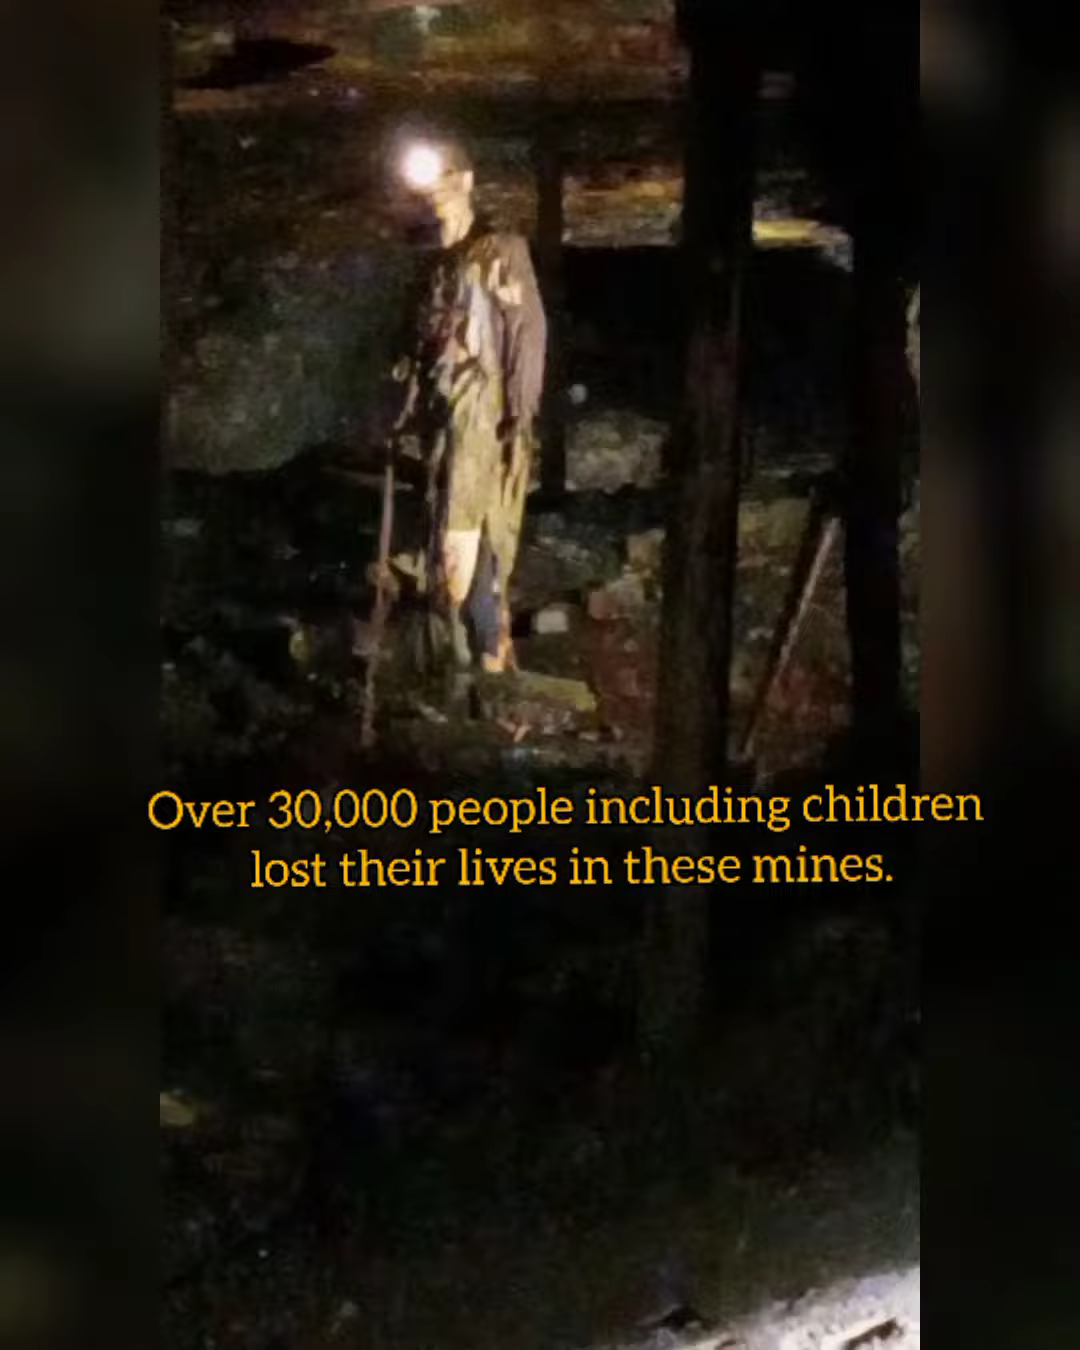 Over 30,000 people including children
lost their lives in these mines.